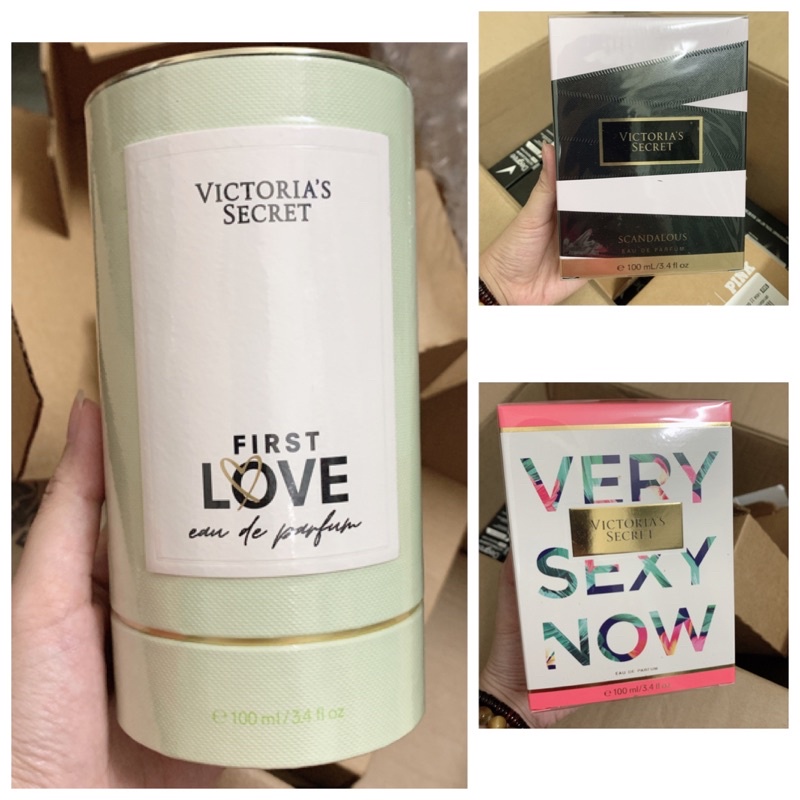 VICTORIA'S
SECRET
FIRST
LOVE
eau de parfum
℮ 100 ml/3.4 fl oz
VICTORIA'S
SECRET
SCANDALOUS
EAU DE PARFUM
℮ 100 mL/3.4 fl oz
PINK
VERY
VICTORIA'S
SECRET
SEXY
NOW
EAU DE PARFUM
℮ 100 ml/3.4 fl oz